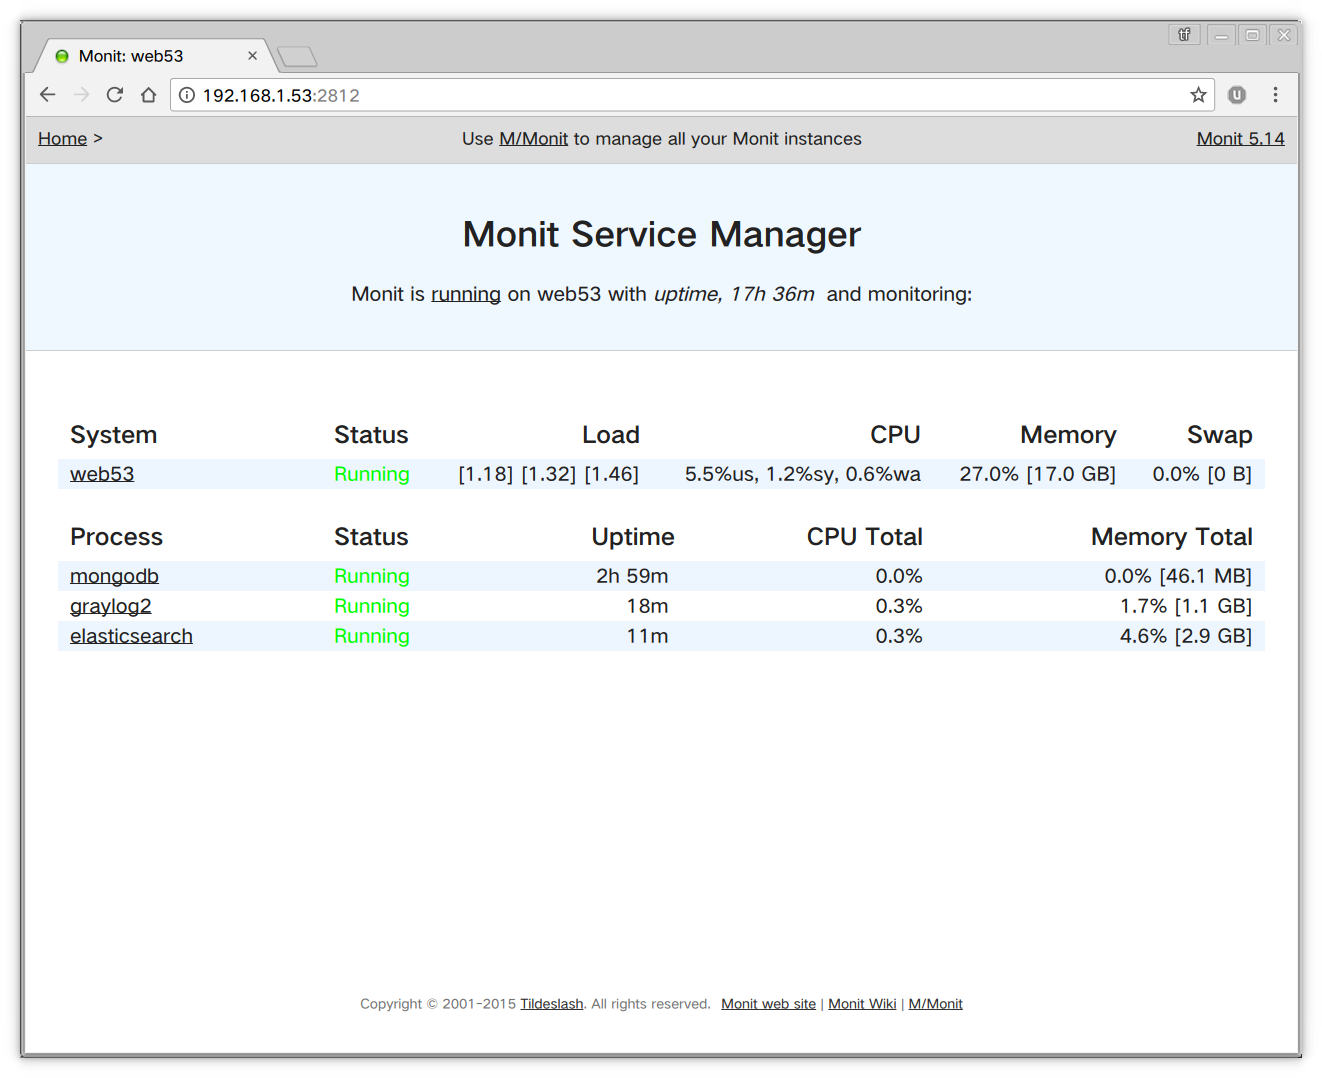 tf
Monit: web53
192.168.1.53:2812
Home >
Use M/Monit to manage all your Monit instances
Monit 5.14
Monit Service Manager
Monit is running on web53 with uptime, 17h 36m and monitoring:
System Status Load CPU Memory Swap
web53 Running [1.18] [1.32] [1.46] 5.5%us, 1.2%sy, 0.6%wa 27.0% [17.0 GB] 0.0% [0 B]
Process Status Uptime CPU Total Memory Total
mongodb Running 2h 59m 0.0% 0.0% [46.1 MB]
graylog2 Running 18m 0.3% 1.7% [1.1 GB]
elasticsearch Running 11m 0.3% 4.6% [2.9 GB]
Copyright © 2001-2015 Tildeslash. All rights reserved. Monit web site | Monit Wiki | M/Monit